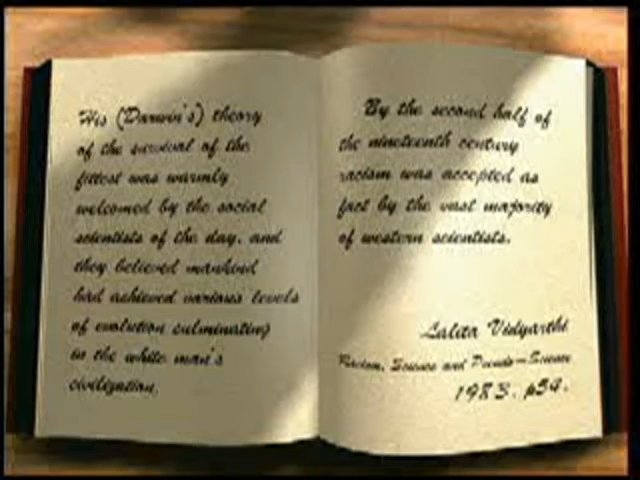 His (Darwin's) theory
of the survival of the
fittest was warmly
welcomed by the social
scientists of the day, and
they believed mankind
had achieved various levels
of evolution culminating
in the white man's
civilization.
By the second half of
the nineteenth century
racism was accepted as
fact by the vast majority
of western scientists.
Lalita Vidyarthi
Racism, Science and Pseudo-Science
1983. p54.